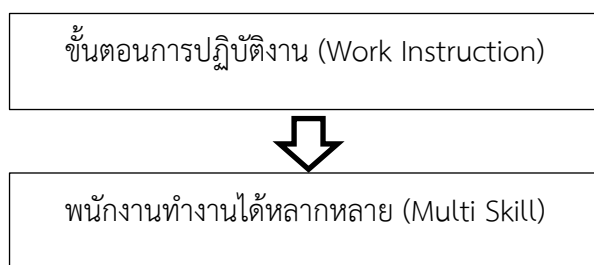 ขั้นตอนการปฏิบัติงาน (Work Instruction)
พนักงานทำงานได้หลากหลาย (Multi Skill)